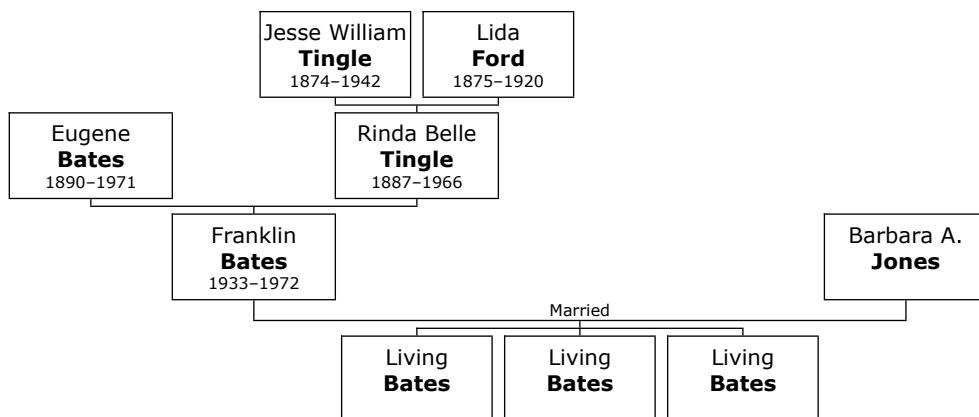 Jesse William
Tingle
1874–1942
Lida
Ford
1875–1920
Eugene
Bates
1890–1971
Rinda Belle
Tingle
1887–1966
Franklin
Bates
1933–1972
Barbara A.
Jones
Married
Living
Bates
Living
Bates
Living
Bates